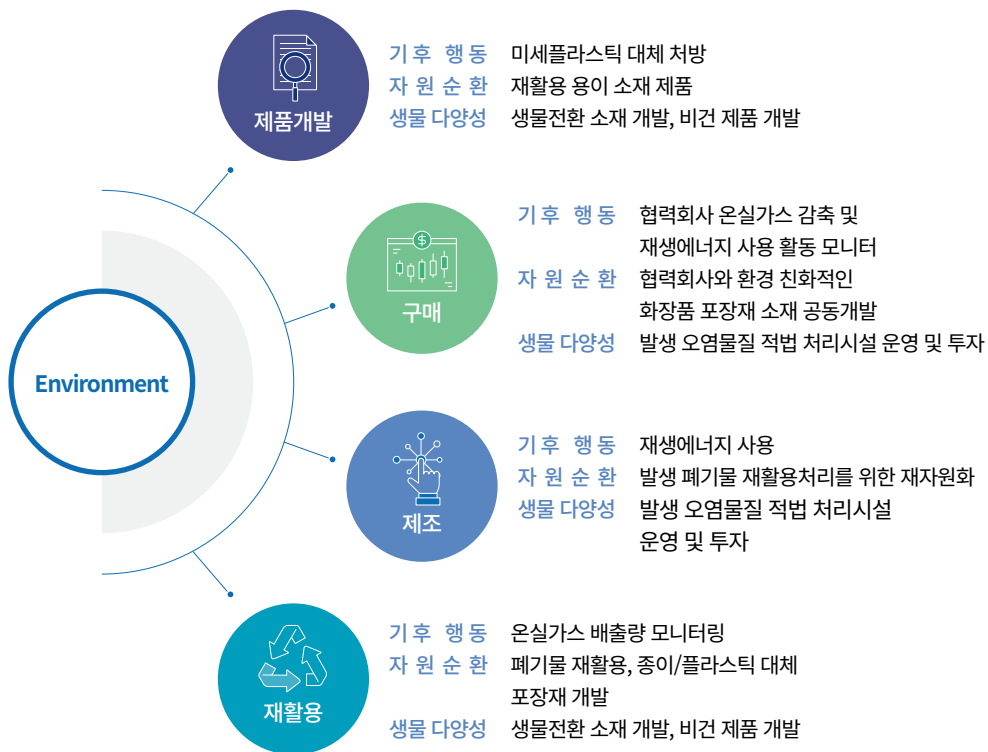 제품개발
기후 행동 미세플라스틱 대체 처방
자원순환 재활용 용이 소재 제품
생물 다양성 생물전환 소재 개발, 비건 제품 개발
$
구매
기후 행동 협력회사 온실가스 감축 및
재생에너지 사용 활동 모니터
자원순환 협력회사와 환경 친화적인
화장품 포장재 소재 공동개발
생물 다양성 발생 오염물질 적법 처리시설 운영 및 투자
Environment
제조
기후 행동 재생에너지 사용
자원순환 발생 폐기물 재활용처리를 위한 재자원화
생물 다양성 발생 오염물질 적법 처리시설
운영 및 투자
재활용
기후 행동 온실가스 배출량 모니터링
자원순환 폐기물 재활용, 종이/플라스틱 대체
포장재 개발
생물 다양성 생물전환 소재 개발, 비건 제품 개발